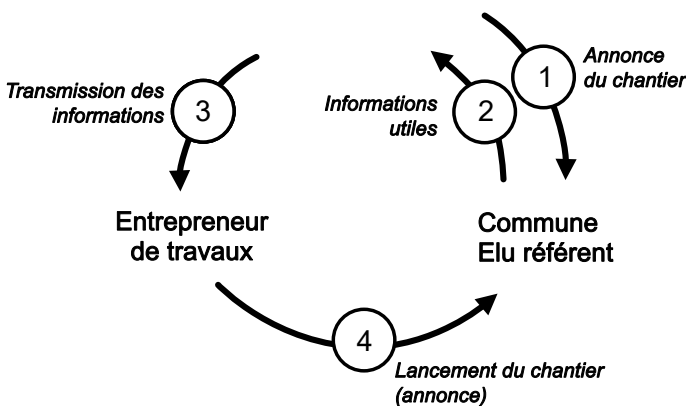 1
Annonce
du chantier
2
Informations
utiles
3
Transmission des
informations
Entrepreneur
de travaux
Commune
Elu référent
4
Lancement du chantier
(annonce)